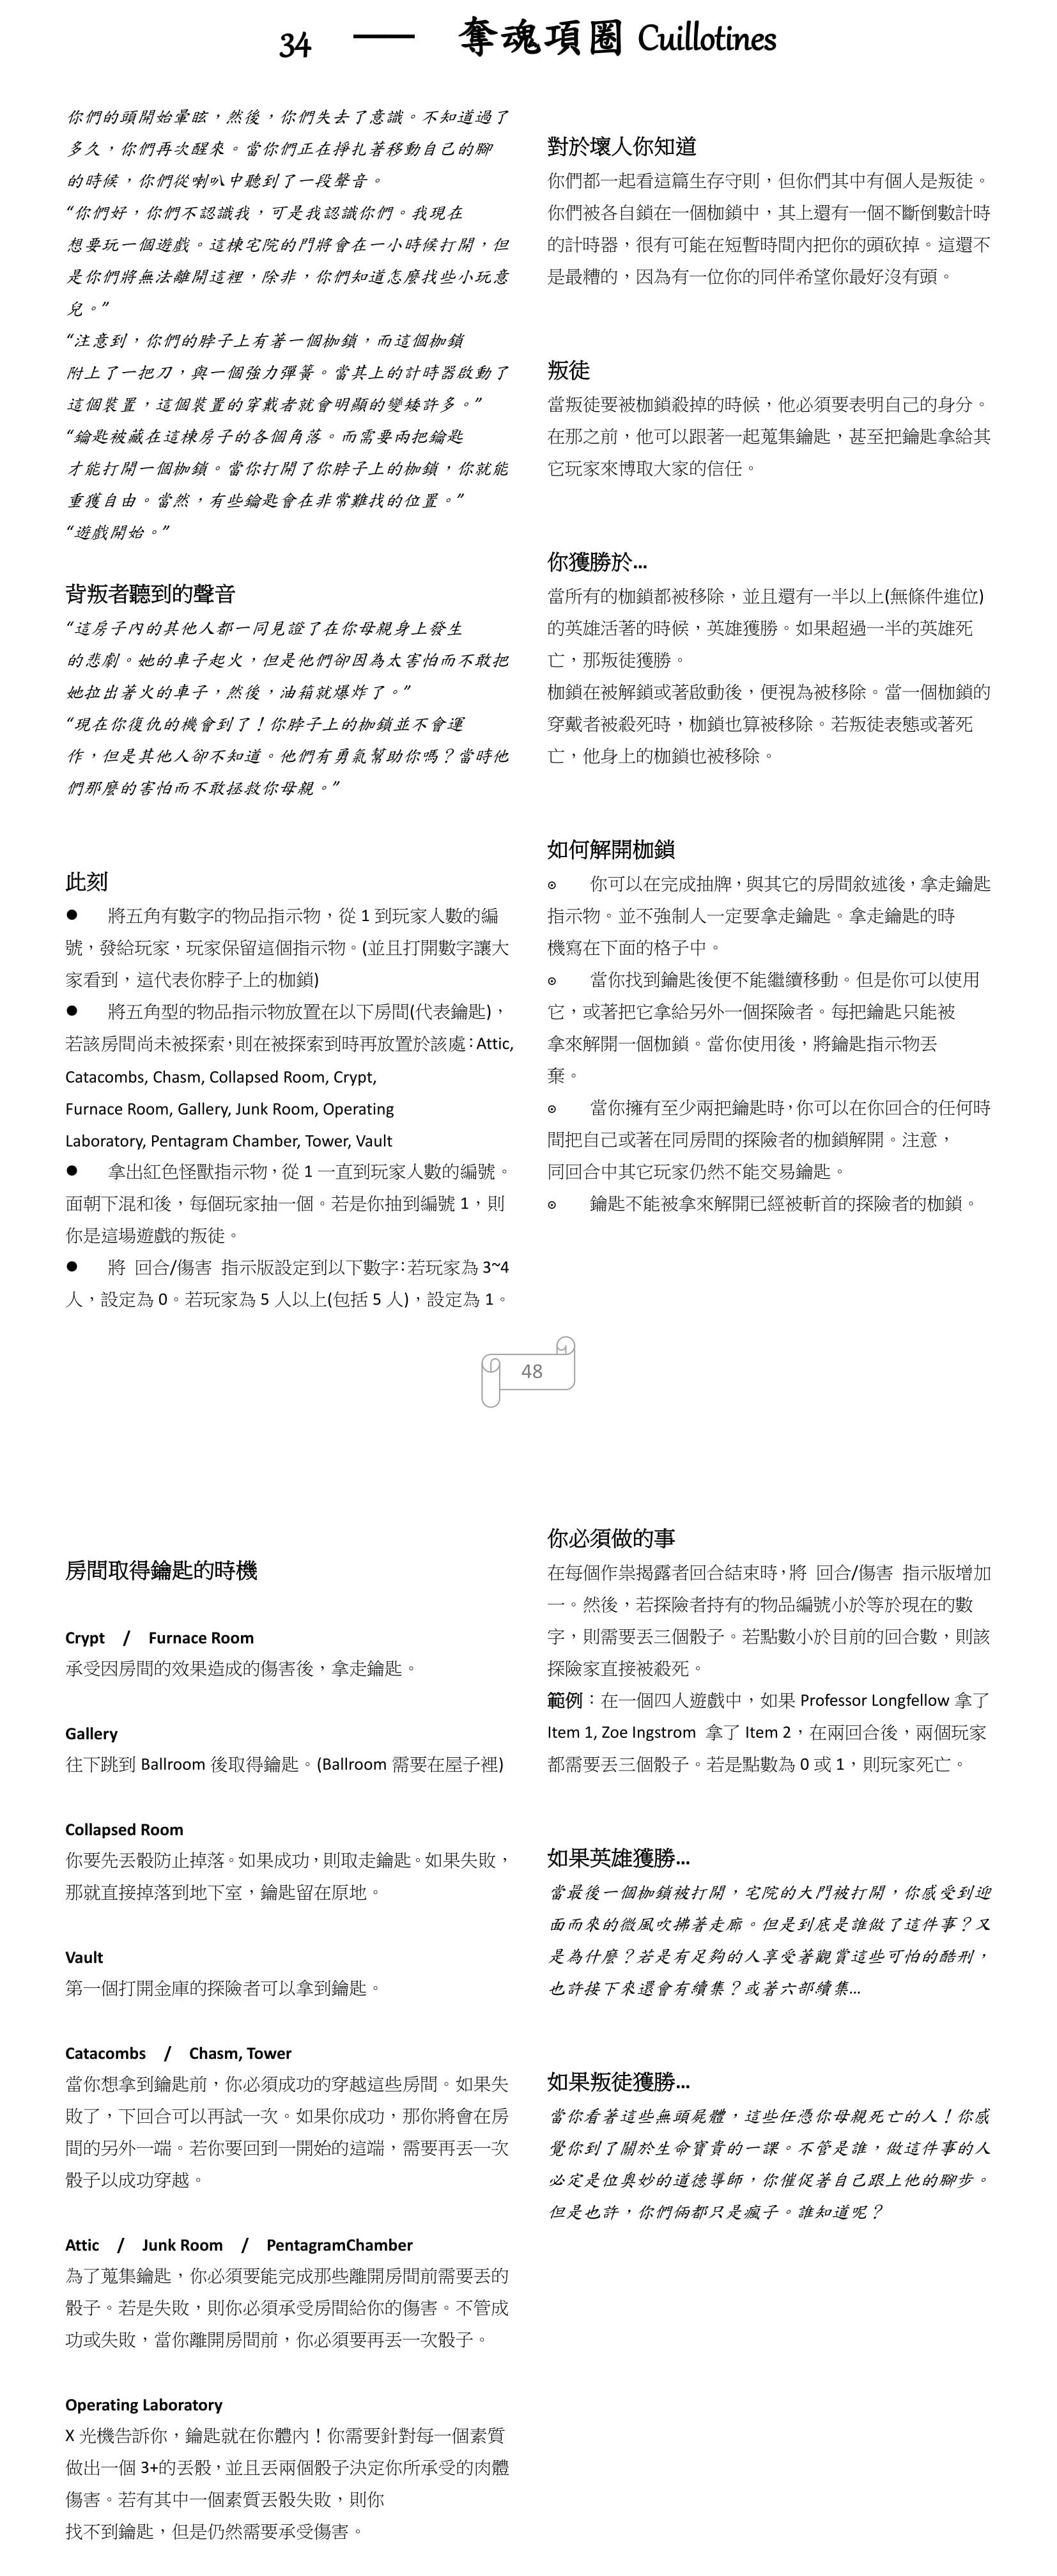 34 — 奪魂項圈 Cuillotines
你們的頭開始暈眩，然後，你們失去了意識。不知道過了
多久，你們再次醒來。當你們正在掙扎著移動自己的腳
的時候，你們從喇叭中聽到了一段聲音。
“你們好，你們不認識我，可是我認識你們。我現在
想要玩一個遊戲。這棟宅院的門將會在一小時候打開，但
是你們將無法離開這裡，除非，你們知道怎麼找些小玩意
兒。”
“注意到，你們的脖子上有著一個枷鎖，而這個枷鎖
附上了一把刀，與一個強力彈簧。當其上的計時器啟動了
這個裝置，這個裝置的穿戴者就會明顯的變矮許多。”
“鑰匙被藏在這棟房子的各個角落。而需要兩把鑰匙
才能打開一個枷鎖。當你打開了你脖子上的枷鎖，你就能
重獲自由。當然，有些鑰匙會在非常難找的位置。”
“遊戲開始。”
背叛者聽到的聲音
“這房子內的其他人都一同見證了在你母親身上發生
的悲劇。她的車子起火，但是他們卻因為太害怕而不敢把
她拉出著火的車子，然後，油箱就爆炸了。”
“現在你復仇的機會到了！你脖子上的枷鎖並不會運
作，但是其他人卻不知道。他們有勇氣幫助你嗎？當時他
們那麼的害怕而不敢拯救你母親。”
此刻
● 將五角有數字的物品指示物，從 1 到玩家人數的編
號，發給玩家，玩家保留這個指示物。(並且打開數字讓大
家看到，這代表你脖子上的枷鎖)
● 將五角型的物品指示物放置在以下房間(代表鑰匙)，
若該房間尚未被探索，則在被探索到時再放置於該處：Attic,
Catacombs, Chasm, Collapsed Room, Crypt,
Furnace Room, Gallery, Junk Room, Operating
Laboratory, Pentagram Chamber, Tower, Vault
● 拿出紅色怪獸指示物，從 1 一直到玩家人數的編號。
面朝下混和後，每個玩家抽一個。若是你抽到編號 1，則
你是這場遊戲的叛徒。
● 將 回合/傷害 指示版設定到以下數字：若玩家為 3~4
人，設定為 0。若玩家為 5 人以上(包括 5 人)，設定為 1。
對於壞人你知道
你們都一起看這篇生存守則，但你們其中有個人是叛徒。
你們被各自鎖在一個枷鎖中，其上還有一個不斷倒數計時
的計時器，很有可能在短暫時間內把你的頭砍掉。這還不
是最糟的，因為有一位你的同伴希望你最好沒有頭。
叛徒
當叛徒要被枷鎖殺掉的時候，他必須要表明自己的身分。
在那之前，他可以跟著一起蒐集鑰匙，甚至把鑰匙拿給其
它玩家來博取大家的信任。
你獲勝於...
當所有的枷鎖都被移除，並且還有一半以上(無條件進位)
的英雄活著的時候，英雄獲勝。如果超過一半的英雄死
亡，那叛徒獲勝。
枷鎖在被解鎖或著啟動後，便視為被移除。當一個枷鎖的
穿戴者被殺死時，枷鎖也算被移除。若叛徒表態或著死
亡，他身上的枷鎖也被移除。
如何解開枷鎖
⊙ 你可以在完成抽牌，與其它的房間敘述後，拿走鑰匙
指示物。並不強制人一定要拿走鑰匙。拿走鑰匙的時
機寫在下面的格子中。
⊙ 當你找到鑰匙後便不能繼續移動。但是你可以使用
它，或著把它拿給另外一個探險者。每把鑰匙只能被
拿來解開一個枷鎖。當你使用後，將鑰匙指示物丟
棄。
⊙ 當你擁有至少兩把鑰匙時，你可以在你回合的任何時
間把自己或著在同房間的探險者的枷鎖解開。注意，
同回合中其它玩家仍然不能交易鑰匙。
⊙ 鑰匙不能被拿來解開已經被斬首的探險者的枷鎖。
48
房間取得鑰匙的時機
Crypt / Furnace Room
承受因房間的效果造成的傷害後，拿走鑰匙。
Gallery
往下跳到 Ballroom 後取得鑰匙。(Ballroom 需要在屋子裡)
Collapsed Room
你要先丟骰防止掉落。如果成功，則取走鑰匙。如果失敗，
那就直接掉落到地下室，鑰匙留在原地。
Vault
第一個打開金庫的探險者可以拿到鑰匙。
Catacombs / Chasm, Tower
當你想拿到鑰匙前，你必須成功的穿越這些房間。如果失
敗了，下回合可以再試一次。如果你成功，那你將會在房
間的另外一端。若你要回到一開始的這端，需要再丟一次
骰子以成功穿越。
Attic / Junk Room / PentagramChamber
為了蒐集鑰匙，你必須要能完成那些離開房間前需要丟的
骰子。若是失敗，則你必須承受房間給你的傷害。不管成
功或失敗，當你離開房間前，你必須要再丟一次骰子。
Operating Laboratory
X 光機告訴你，鑰匙就在你體內！你需要針對每一個素質
做出一個 3+的丟骰，並且丟兩個骰子決定你所承受的肉體
傷害。若有其中一個素質丟骰失敗，則你
找不到鑰匙，但是仍然需要承受傷害。
你必須做的事
在每個作祟揭露者回合結束時，將 回合/傷害 指示版增加
一。然後，若探險者持有的物品編號小於等於現在的數
字，則需要丟三個骰子。若點數小於目前的回合數，則該
探險家直接被殺死。
範例：在一個四人遊戲中，如果 Professor Longfellow 拿了
Item 1, Zoe Ingstrom 拿了 Item 2，在兩回合後，兩個玩家
都需要丟三個骰子。若是點數為 0 或 1，則玩家死亡。
如果英雄獲勝...
當最後一個枷鎖被打開，宅院的大門被打開，你感受到迎
面而來的微風吹拂著走廊。但是到底是誰做了這件事？又
是為什麼？若是有足夠的人享受著觀賞這些可怕的酷刑，
也許接下來還會有續集？或著六部續集...
如果叛徒獲勝...
當你看著這些無頭屍體，這些任憑你母親死亡的人！你感
覺你到了關於生命寶貴的一課。不管是誰，做這件事的人
必定是位奧妙的道德導師，你催促著自己跟上他的腳步。
但是也許，你們倆都只是瘋子。誰知道呢？